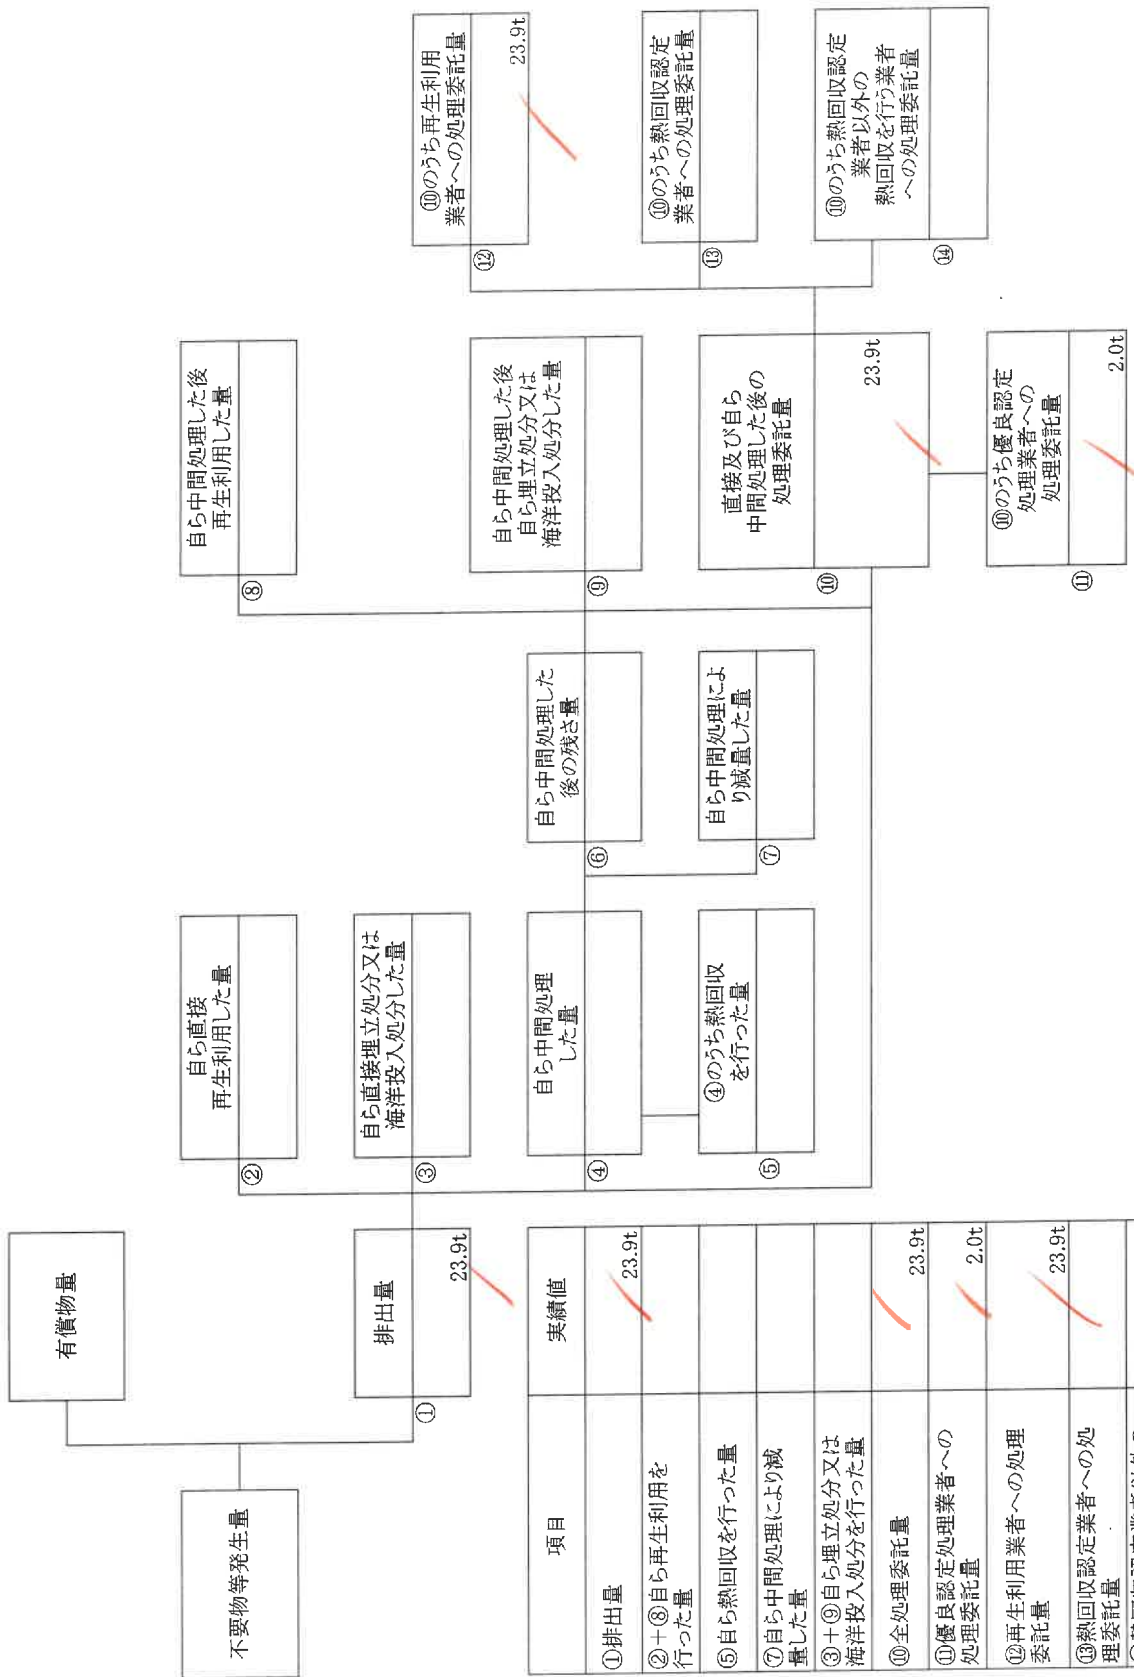 有償物量
不要物等発生量
排出量
①
23.9t
自ら直接
再生利用した量
②
自ら直接埋立処分又は
海洋投入処分した量
③
自ら中間処理
した量
④
④のうち熱回収
を行った量
⑤
自ら中間処理した
後の残さ量
⑥
自ら中間処理によ
り減量した量
⑦
自ら中間処理した後
再生利用した量
⑧
自ら中間処理した後
自ら埋立処分又は
海洋投入処分した量
⑨
直接及び自ら
中間処理した後の
処理委託量
⑩
23.9t
⑩のうち優良認定
処理業者への
処理委託量
⑪
2.0t
⑩のうち再生利用
業者への処理委託量
⑫
23.9t
⑩のうち熱回収認定
業者への処理委託量
⑬
⑩のうち熱回収認定
業者以外の
熱回収を行う業者
への処理委託量
⑭
項目
実績値
①排出量
23.9t
②+⑧自ら再生利用を
行った量
⑤自ら熱回収を行った量
⑦自ら中間処理により減
量した量
③+⑨自ら埋立処分又は
海洋投入処分を行った量
⑩全処理委託量
23.9t
⑪優良認定処理業者への
処理委託量
2.0t
⑫再生利用業者への処理
委託量
23.9t
⑬熱回収認定業者への処
理委託量